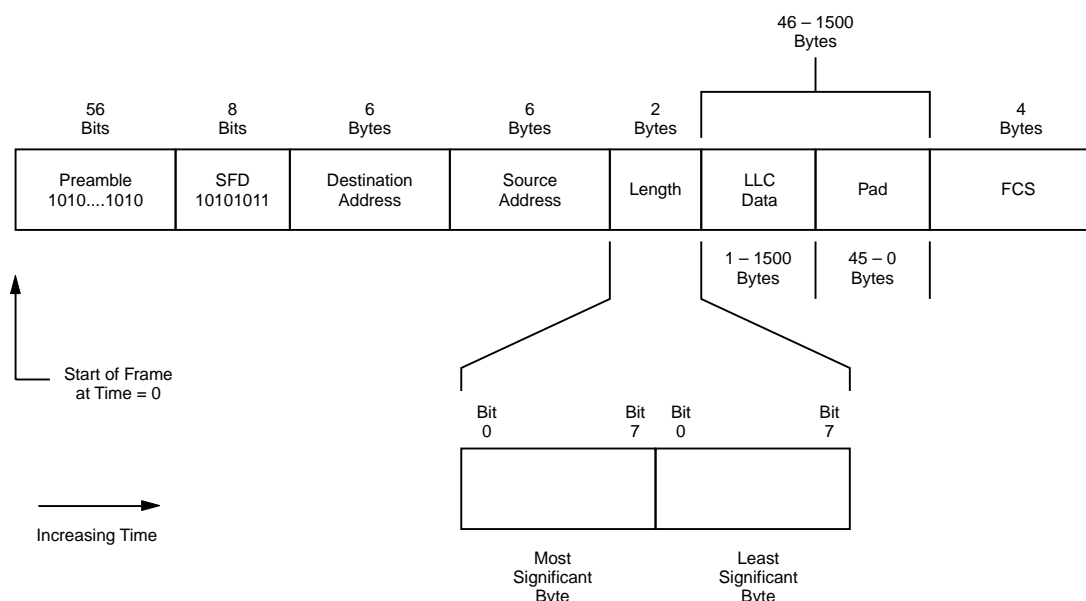 46 – 1500
Bytes
56
Bits
8
Bits
6
Bytes
6
Bytes
2
Bytes
4
Bytes
Preamble
1010....1010
SFD
10101011
Destination
Address
Source
Address
Length
LLC
Data
Pad
FCS
1 – 1500
Bytes
45 – 0
Bytes
Start of Frame
at Time = 0
Bit
0
Bit
7
Bit
0
Bit
7
Increasing Time
Most
Significant
Byte
Least
Significant
Byte